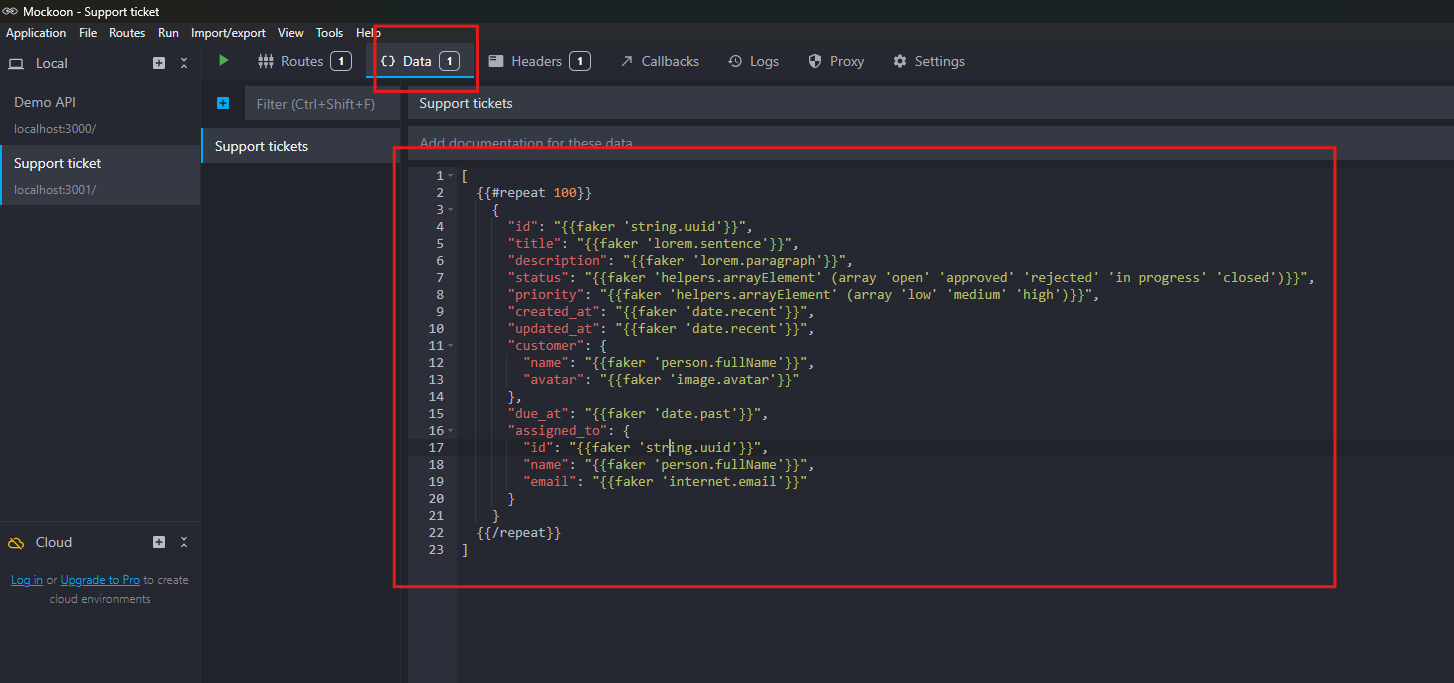 Mockoon - Support ticket
Application File Routes Run Import/export View Tools Help
Local
Routes 1 Data 1 Headers 1 Callbacks Logs Proxy Settings
Demo API
localhost:3000/
Support ticket
localhost:3001/
Filter (Ctrl+Shift+F)
Support tickets
Support tickets
Add documentation for these data
1 [
2 {{#repeat 100}}
3 {
4 "id": "{{faker 'string.uuid'}}",
5 "title": "{{faker 'lorem.sentence'}}",
6 "description": "{{faker 'lorem.paragraph'}}",
7 "status": "{{faker 'helpers.arrayElement' (array 'open' 'approved' 'rejected' 'in progress' 'closed')}}",
8 "priority": "{{faker 'helpers.arrayElement' (array 'low' 'medium' 'high')}}",
9 "created_at": "{{faker 'date.recent'}}",
10 "updated_at": "{{faker 'date.recent'}}",
11 "customer": {
12 "name": "{{faker 'person.fullName'}}",
13 "avatar": "{{faker 'image.avatar'}}"
14 },
15 "due_at": "{{faker 'date.past'}}",
16 "assigned_to": {
17 "id": "{{faker 'string.uuid'}}",
18 "name": "{{faker 'person.fullName'}}",
19 "email": "{{faker 'internet.email'}}"
20 }
21 }
22 {{/repeat}}
23 ]
Cloud
Log in or Upgrade to Pro to create
cloud environments